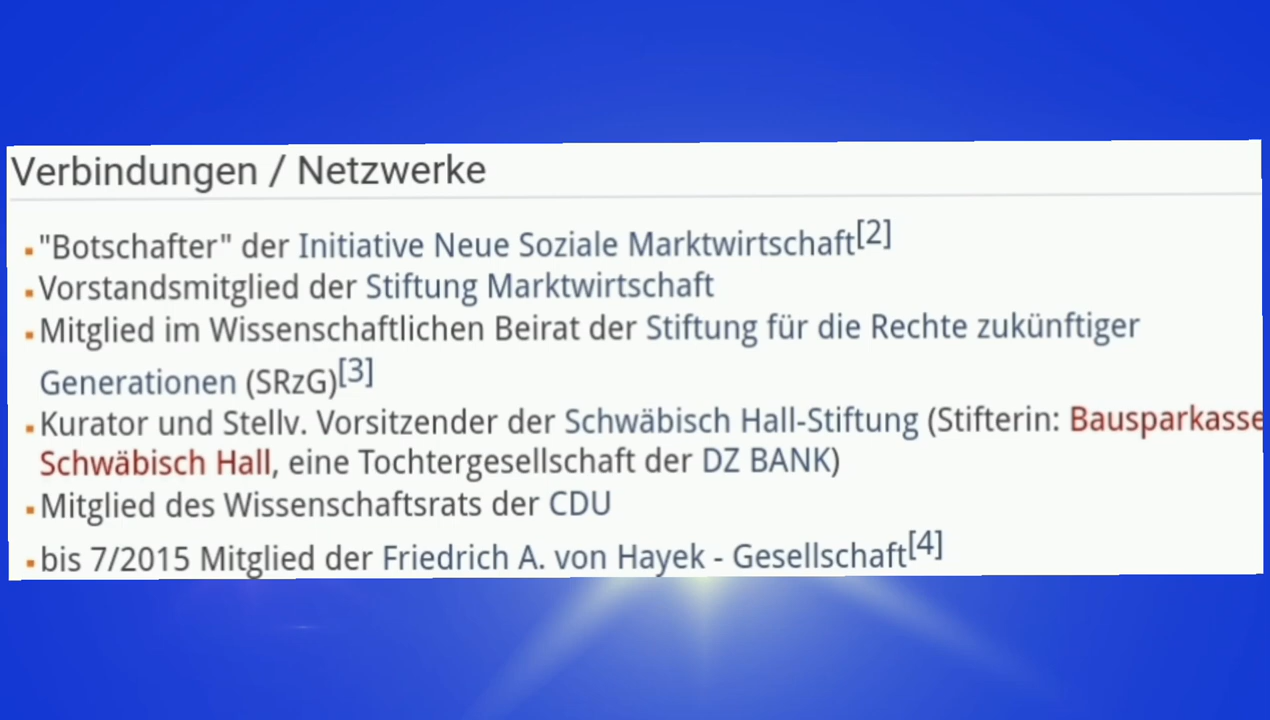 Verbindungen / Netzwerke
"Botschafter" der Initiative Neue Soziale Marktwirtschaft[2]
Vorstandsmitglied der Stiftung Marktwirtschaft
Mitglied im Wissenschaftlichen Beirat der Stiftung für die Rechte zukünftiger
Generationen (SRzG)[3]
Kurator und Stellv. Vorsitzender der Schwäbisch Hall-Stiftung (Stifterin: Bausparkasse
Schwäbisch Hall, eine Tochtergesellschaft der DZ BANK)
Mitglied des Wissenschaftsrats der CDU
bis 7/2015 Mitglied der Friedrich A. von Hayek - Gesellschaft[4]